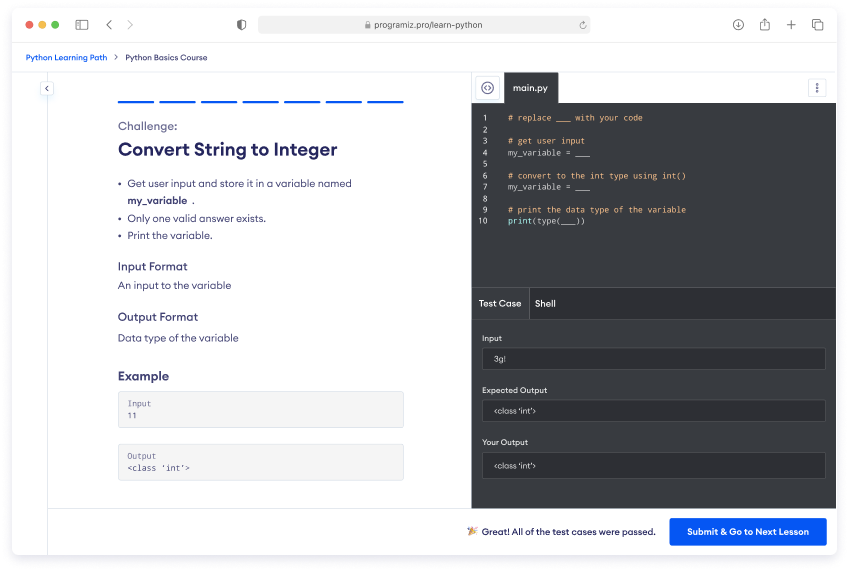 programiz.pro/learn-python
Python Learning Path > Python Basics Course
Challenge:
Convert String to Integer
• Get user input and store it in a variable named
my_variable .
• Only one valid answer exists.
• Print the variable.
Input Format
An input to the variable
Output Format
Data type of the variable
Example
Input
11
Output
<class 'int'>
main.py
1 # replace ___ with your code
2
3 # get user input
4 my_variable = ___
5
6 # convert to the int type using int()
7 my_variable = ___
8
9 # print the data type of the variable
10 print(type(___))
Test Case Shell
Input
3g!
Expected Output
<class 'int'>
Your Output
<class 'int'>
🎉 Great! All of the test cases were passed. Submit & Go to Next Lesson